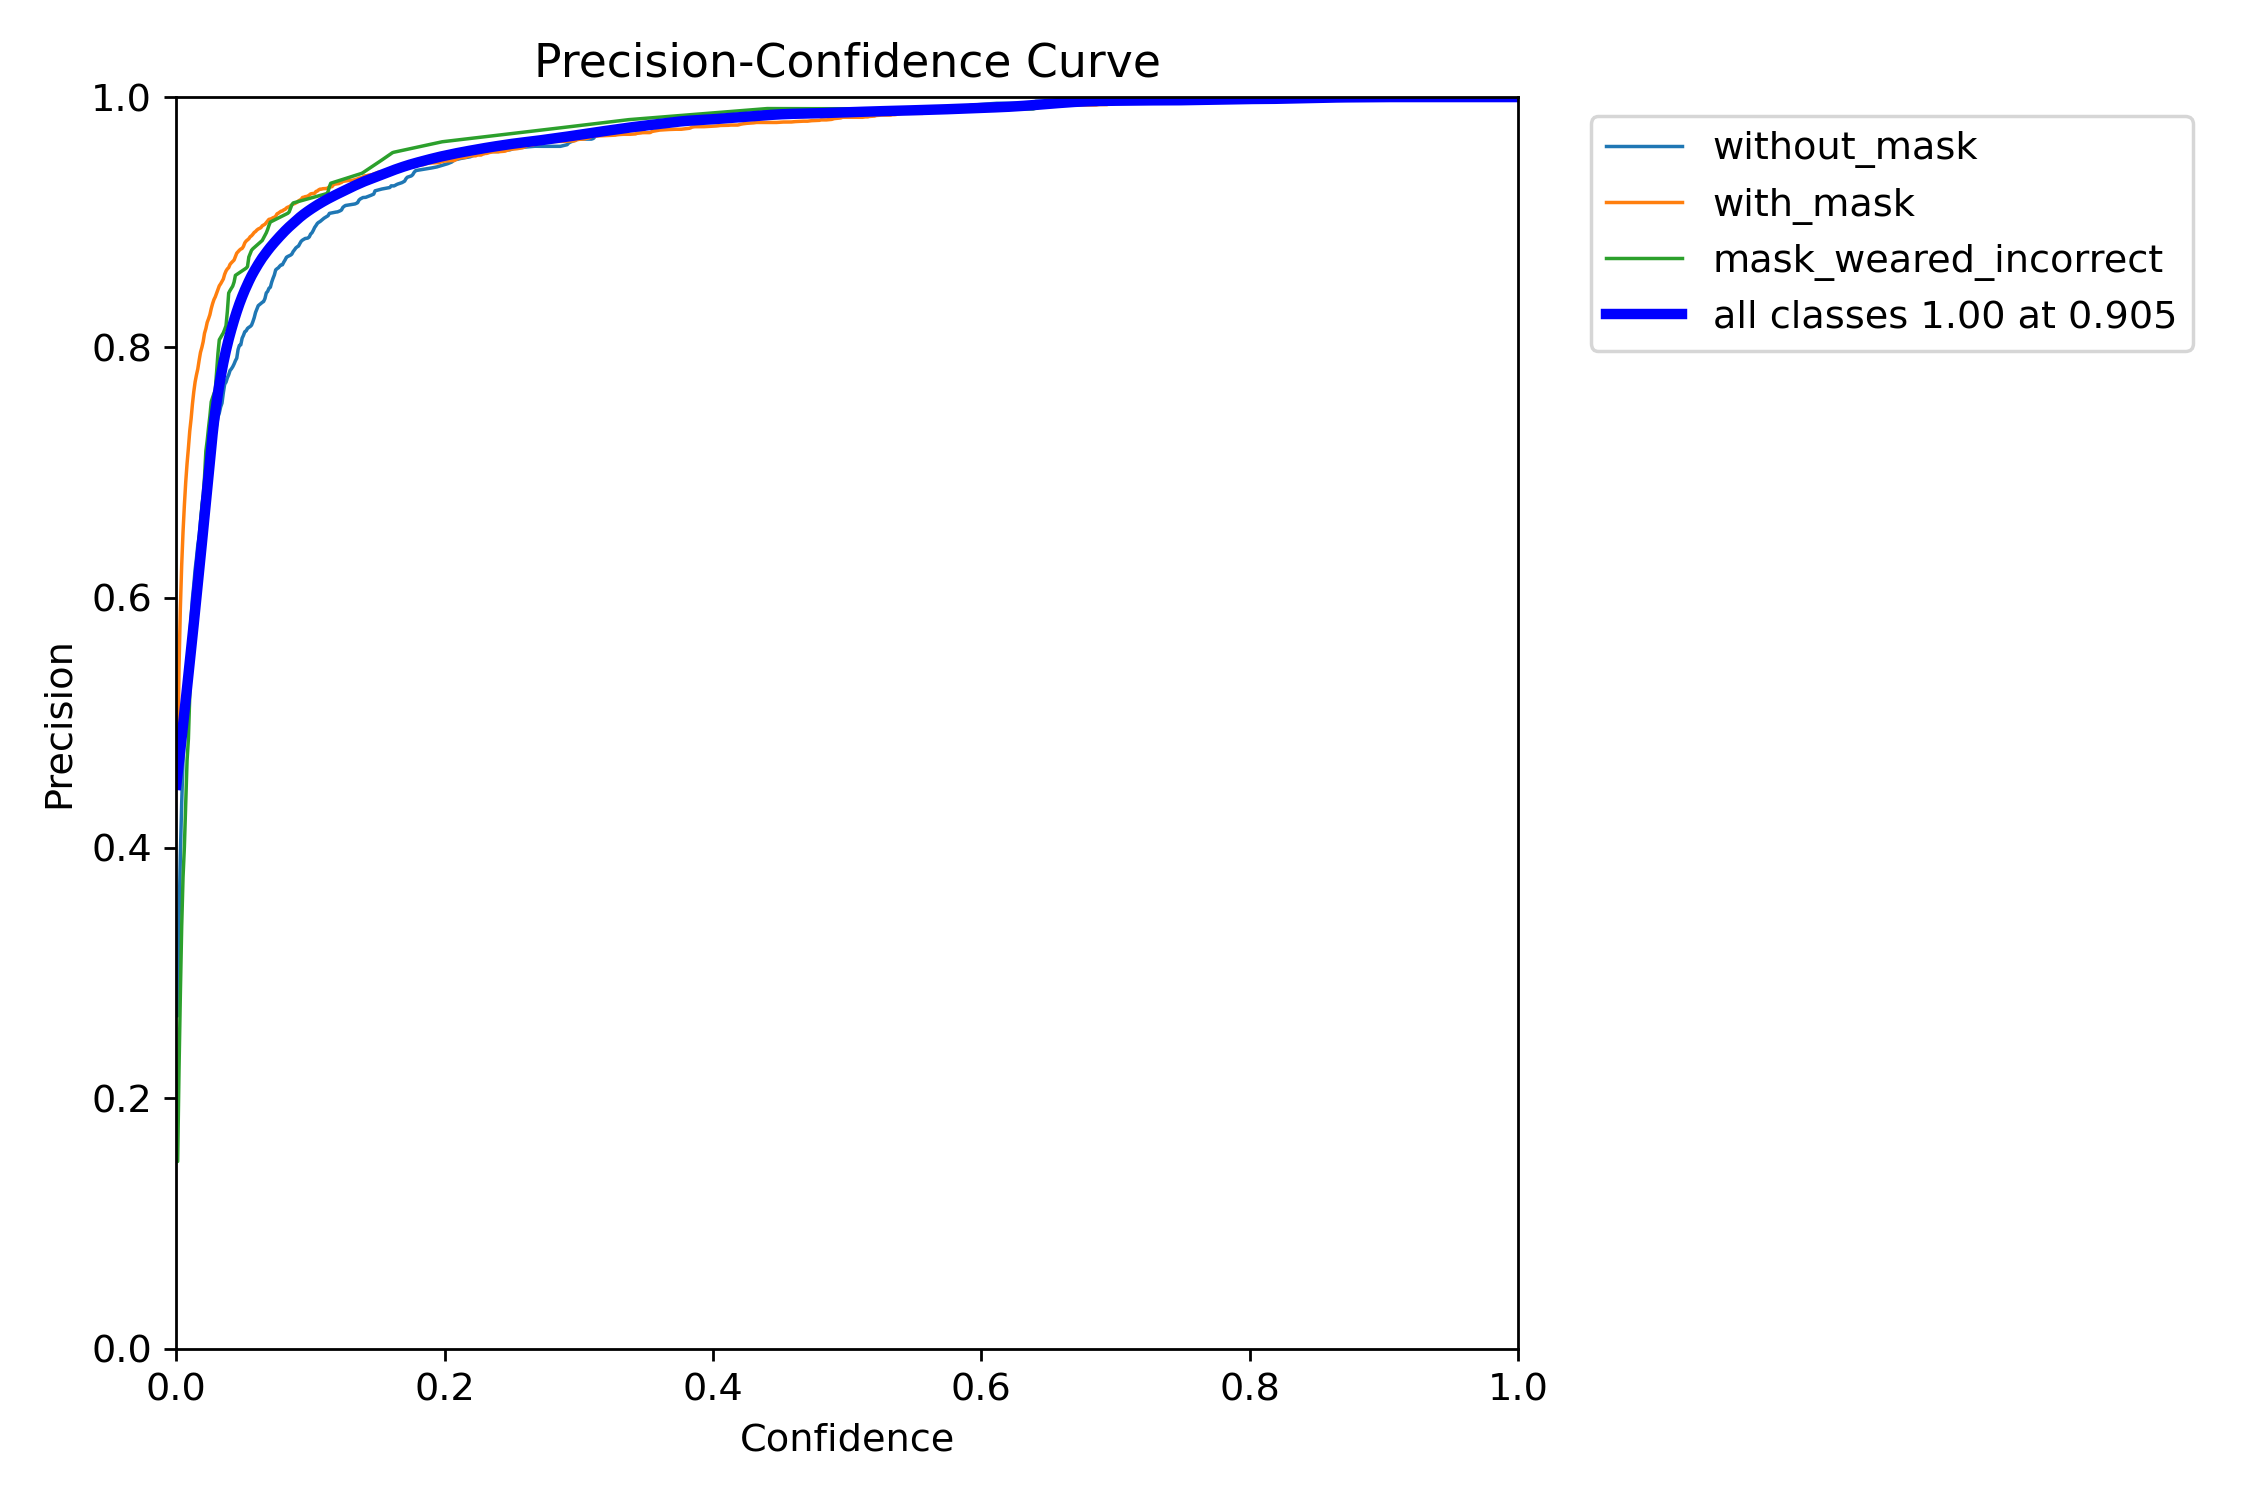 Precision-Confidence Curve
1.0
0.8
0.6
0.4
0.2
0.0
Precision
0.0 0.2 0.4 0.6 0.8 1.0
Confidence
without_mask
with_mask
mask_weared_incorrect
all classes 1.00 at 0.905